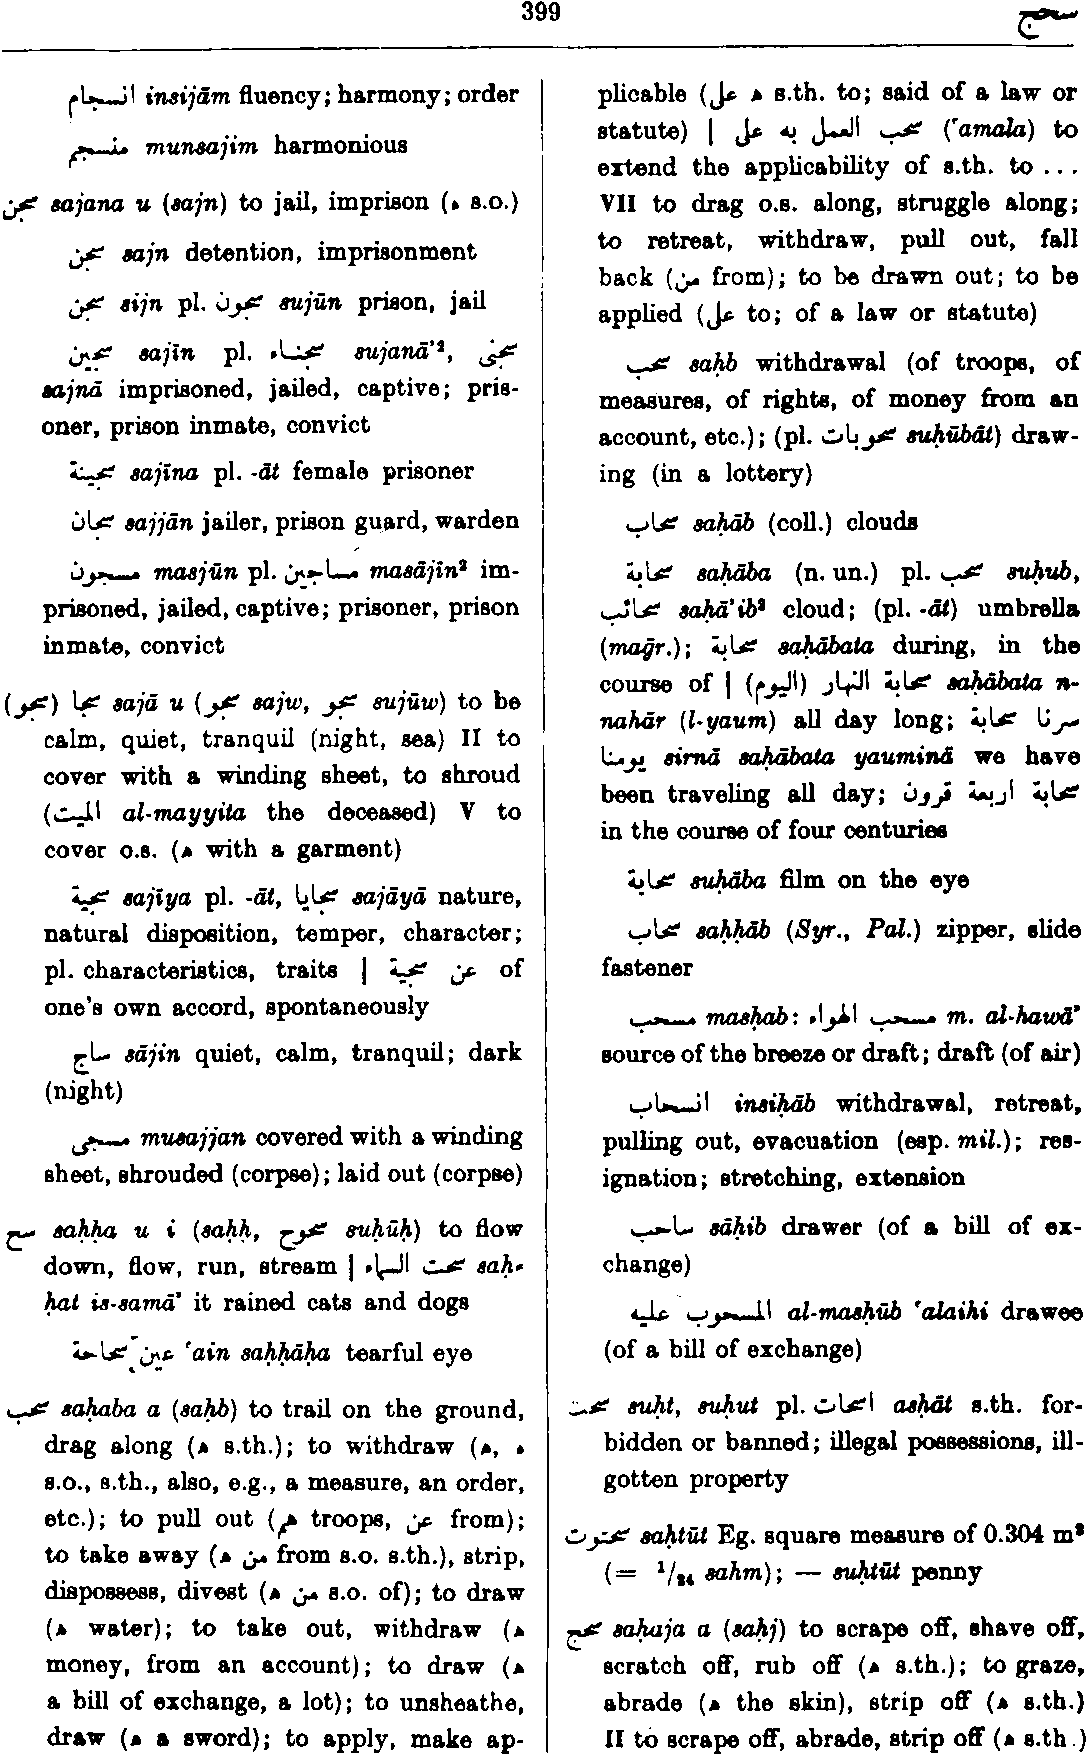 399
سحج
انسجام insijām fluency; harmony; order
منسجم munsajim harmonious
سجن sajana u (sajn) to jail, imprison (ه s.o.)
سجن sajn detention, imprisonment
سجن sijn pl. سجون sujūn prison, jail
سجين sajīn pl. سجناء sujanā'², سجنى
sajnā imprisoned, jailed, captive; pris-
oner, prison inmate, convict
سجينة sajīna pl. -āt female prisoner
سجان sajjān jailer, prison guard, warden
مسجون masjūn pl. مساجين masājīn² im-
prisoned, jailed, captive; prisoner, prison
inmate, convict
(سجو) سجا sajā u (سجو sajw, سجو sujūw) to be
calm, quiet, tranquil (night, sea) II to
cover with a winding sheet, to shroud
(الميت al-mayyita the deceased) V to
cover o.s. (ه with a garment)
سجية sajīya pl. -āt, سجايا sajāyā nature,
natural disposition, temper, character;
pl. characteristics, traits | عن سجية of
one's own accord, spontaneously
ساج sājin quiet, calm, tranquil; dark
(night)
مسجى musajjan covered with a winding
sheet, shrouded (corpse); laid out (corpse)
سح saḥḥa u i (saḥḥ, سحوح suḥūḥ) to flow
down, flow, run, stream | سحت السماء saḥ-
ḥat is-samā' it rained cats and dogs
عين سحاحة 'ain saḥḥāḥa tearful eye
سحب saḥaba a (saḥb) to trail on the ground,
drag along (ه s.th.); to withdraw (ه, ه
s.o., s.th., also, e.g., a measure, an order,
etc.); to pull out (هم troops, عن from);
to take away (من ه from s.o. s.th.), strip,
dispossess, divest (من ه s.o. of); to draw
(ه water); to take out, withdraw (ه
money, from an account); to draw (ه
a bill of exchange, a lot); to unsheathe,
draw (ه a sword); to apply, make ap-
plicable (على ه s.th. to; said of a law or
statute) | سحب العمل به على ('amala) to
extend the applicability of s.th. to ...
VII to drag o.s. along, struggle along;
to retreat, withdraw, pull out, fall
back (من from); to be drawn out; to be
applied (على to; of a law or statute)
سحب saḥb withdrawal (of troops, of
measures, of rights, of money from an
account, etc.); (pl. سحوبات suḥūbāt) draw-
ing (in a lottery)
سحاب saḥāb (coll.) clouds
سحابة saḥāba (n. un.) pl. سحب suḥub,
سحائب saḥā'ib² cloud; (pl. -āt) umbrella
(maḡr.); سحابة saḥābata during, in the
course of | سحابة النهار (اليوم) saḥābata n-
nahār (l-yaum) all day long; سرنا سحابة
يومنا sirnā saḥābata yauminā we have
been traveling all day; سحابة اربعة قرون
in the course of four centuries
سحابة suḥāba film on the eye
سحاب saḥḥāb (Syr., Pal.) zipper, slide
fastener
مسحب masḥab: مسحب الهواء m. al-hawā'
source of the breeze or draft; draft (of air)
انسحاب insiḥāb withdrawal, retreat,
pulling out, evacuation (esp. mil.); res-
ignation; stretching, extension
ساحب sāḥib drawer (of a bill of ex-
change)
المسحوب عليه al-masḥūb 'alaihi drawee
(of a bill of exchange)
سحت suḥt, suḥut pl. اسحات asḥāt s.th. for-
bidden or banned; illegal possessions, ill-
gotten property
سحتوت saḥtūt Eg. square measure of 0.304 m²
(= ¹/₂₄ sahm); — suḥtūt penny
سحج saḥaja a (saḥj) to scrape off, shave off,
scratch off, rub off (ه s.th.); to graze,
abrade (ه the skin), strip off (ه s.th.)
II to scrape off, abrade, strip off (ه s.th.)